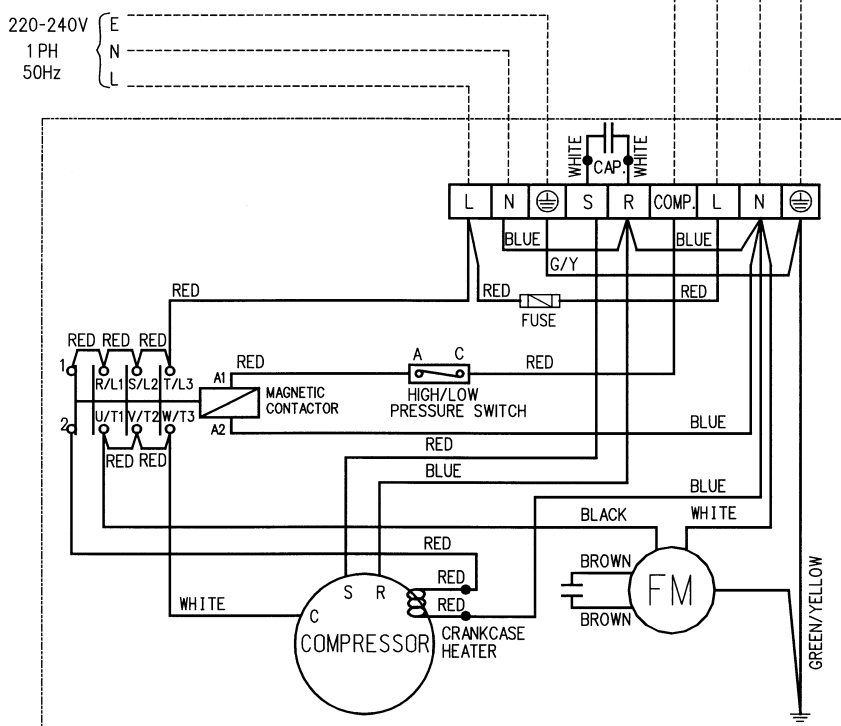 220-240V
1 PH
50Hz
E
N
L
WHITE
CAP.
WHITE
L
N
S
R
COMP.
L
N
BLUE
BLUE
G/Y
RED
RED
RED
FUSE
RED
RED
RED
1
R/L1
S/L2
T/L3
A1
RED
A
C
RED
MAGNETIC
CONTACTOR
HIGH/LOW
PRESSURE SWITCH
2
U/T1
V/T2
W/T3
A2
BLUE
RED
RED
RED
BLUE
BLUE
BLACK
WHITE
RED
BROWN
FM
BROWN
S
R
RED
RED
WHITE
C
COMPRESSOR
CRANKCASE
HEATER
GREEN/YELLOW